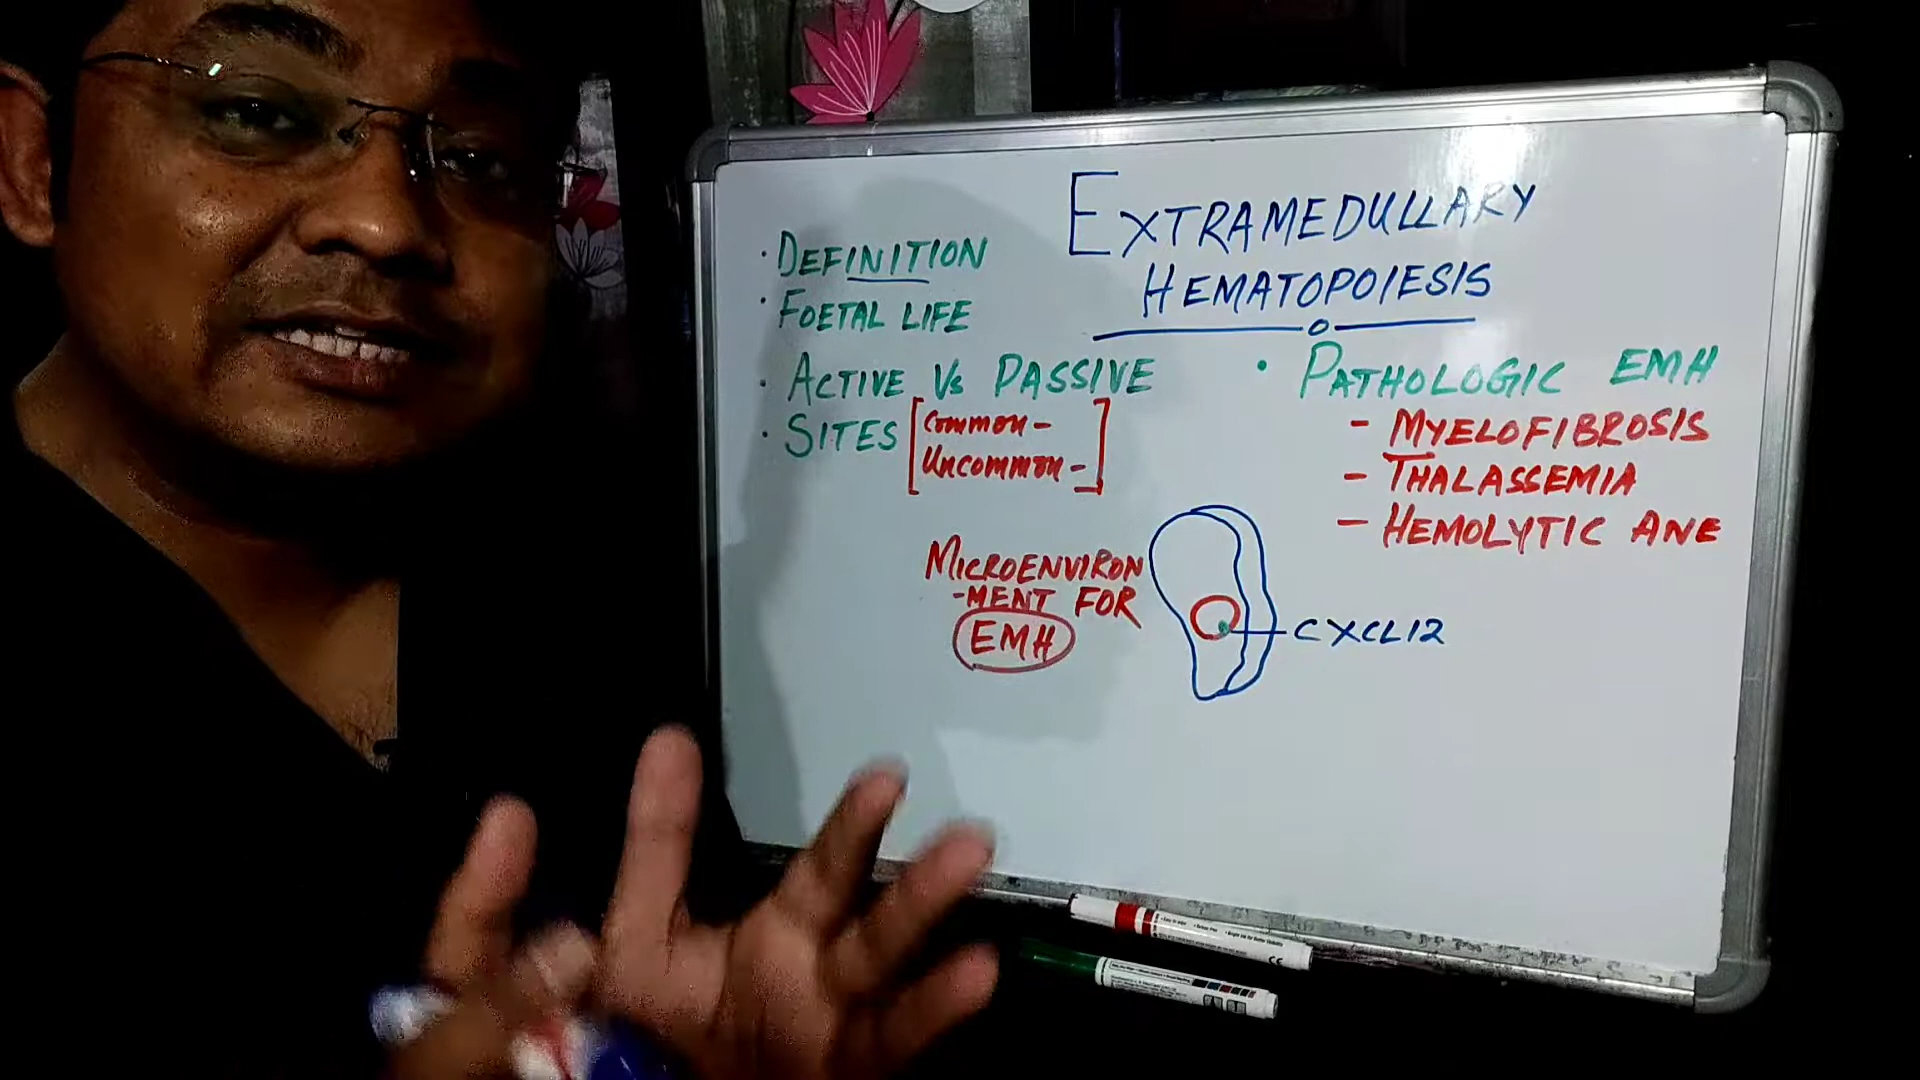 EXTRAMEDULLARY
HEMATOPOIESIS
· DEFINITION
· FOETAL LIFE
· ACTIVE VS PASSIVE
· SITES [Common -
Uncommon - ]
MICROENVIRON
-MENT FOR
EMH
CXCL12
· PATHOLOGIC EMH
- MYELOFIBROSIS
- THALASSEMIA
- HEMOLYTIC ANE
CE